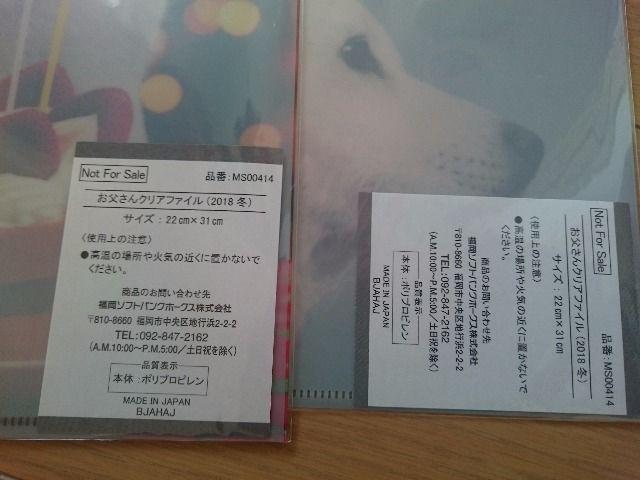 Not For Sale
品番:MS00414
お父さんクリアファイル(2018 冬)
サイズ:22cm×31cm
〈使用上の注意〉
●高温の場所や火気の近くに置かないで
ください。
商品のお問い合わせ先
福岡ソフトバンクホークス株式会社
〒810-8660 福岡市中央区地行浜2-2-2
TEL:092-847-2162
(A.M.10:00～P.M.5:00/土日祝を除く)
品質表示
本体:ポリプロピレン
MADE IN JAPAN
BJAHAJ
Not For Sale
品番:MS00414
お父さんクリアファイル(2018 冬)
サイズ:22cm×31cm
〈使用上の注意〉
●高温の場所や火気の近くに置かないで
ください。
商品のお問い合わせ先
福岡ソフトバンクホークス株式会社
〒810-8660 福岡市中央区地行浜2-2-2
TEL:092-847-2162
(A.M.10:00～P.M.5:00/土日祝を除く)
品質表示
本体:ポリプロピレン
MADE IN JAPAN
BJAHAJ